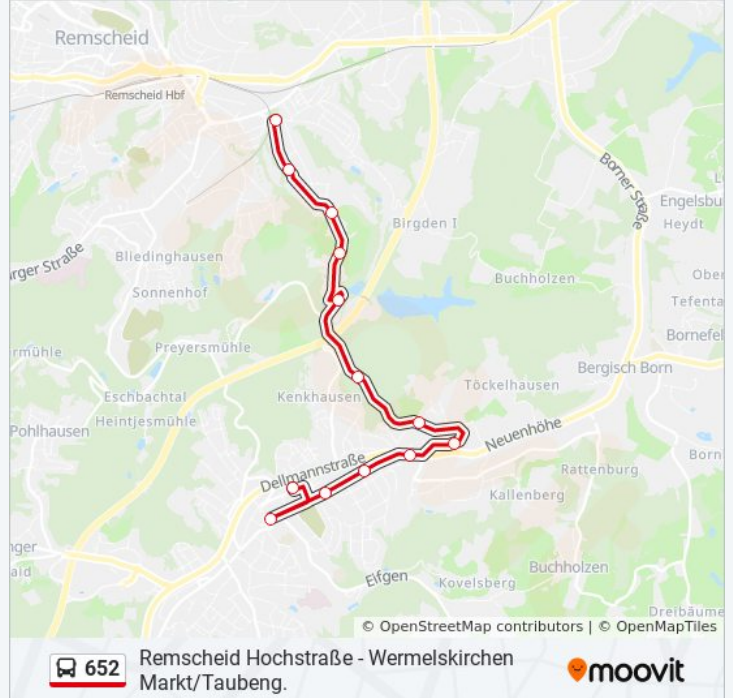 Remscheid
Remscheid Hbf
Borner Straße
Engelsbu
Heydt
Birgden I
Bliedinghausen
Sonnenhof
Buchholzen
Ober
Tefenta
Bornefel
rger Straße
rmühle
Preyersmühle
Bergisch Born
Eschbachtal
Heintjesmühle
Kenkhausen
Töckelhausen
Pohlhausen
Neuenhöhe
Born
Dellmannstraße
Rattenburg
Kallenberg
nger
aid
Elfgen
Kovelsberg
Buchholzen
Dreibäume
© OpenStreetMap contributors | © OpenMapTiles
652
Remscheid Hochstraße - Wermelskirchen
Markt/Taubeng.
moovit